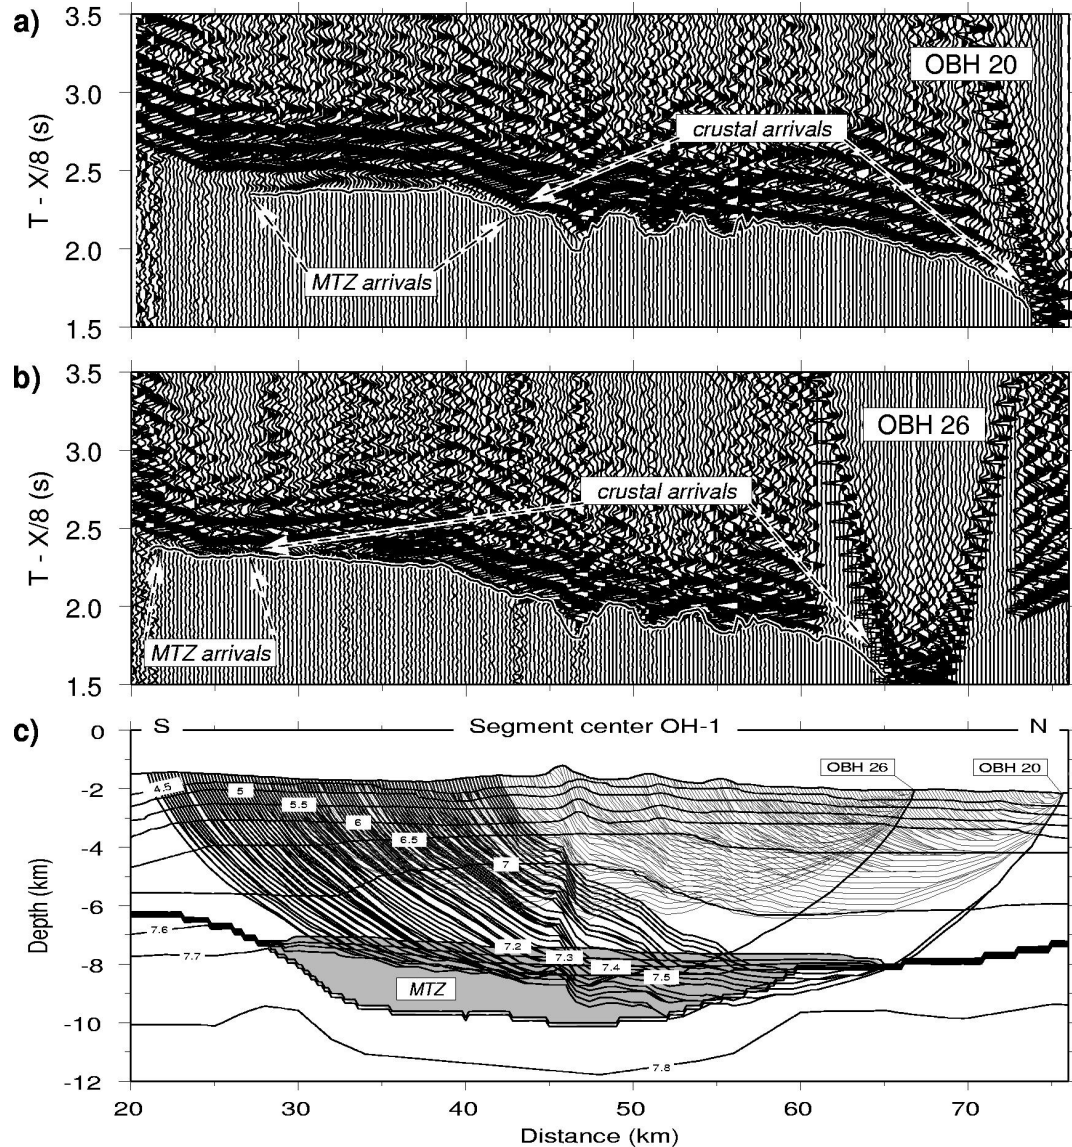 a)
3.5
3.0
2.5
2.0
1.5
T - X/8 (s)
OBH 20
crustal arrivals
MTZ arrivals
b)
3.5
3.0
2.5
2.0
1.5
T - X/8 (s)
OBH 26
crustal arrivals
MTZ arrivals
c)
S Segment center OH-1 N
0
-2
-4
-6
-8
-10
-12
Depth (km)
OBH 26 OBH 20
4.5
5
5.5
6
6.5
7
7.2
7.3
7.4
7.5
7.6
7.7
MTZ
7.8
20 30 40 50 60 70
Distance (km)